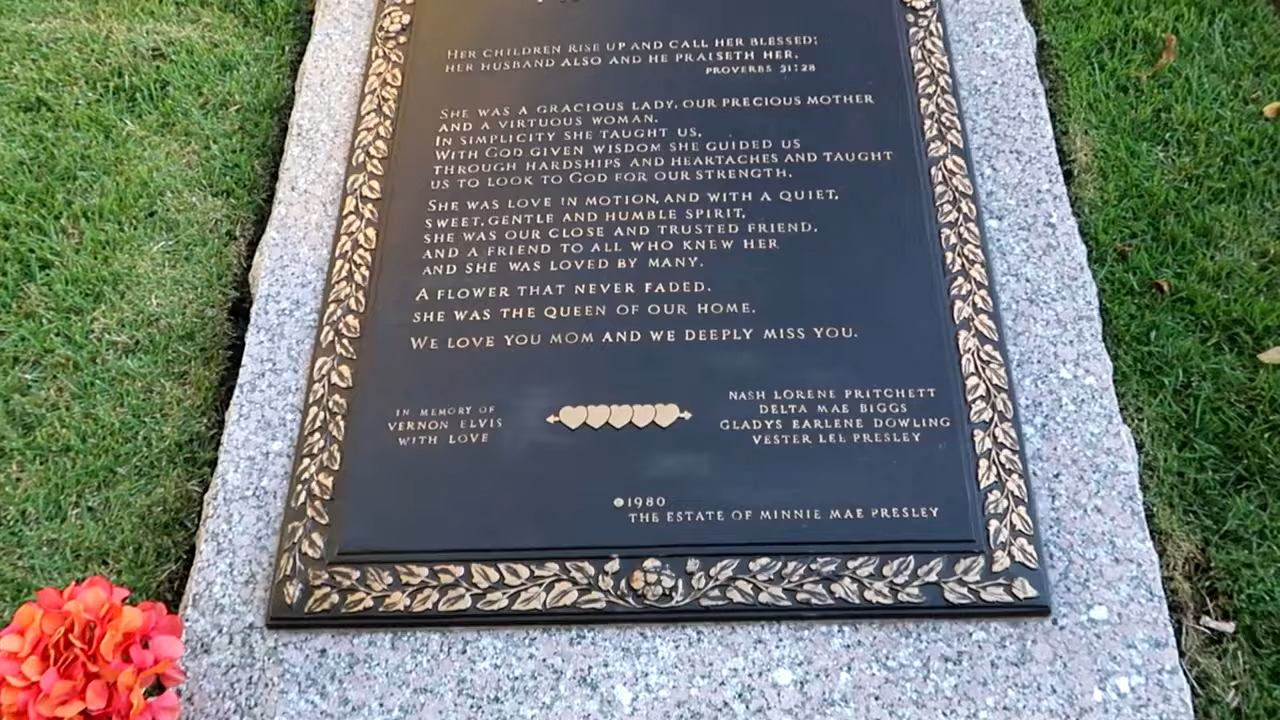 HER CHILDREN RISE UP AND CALL HER BLESSED;
HER HUSBAND ALSO AND HE PRAISETH HER.
PROVERBS 31:28
SHE WAS A GRACIOUS LADY, OUR PRECIOUS MOTHER
AND A VIRTUOUS WOMAN.
IN SIMPLICITY SHE TAUGHT US,
WITH GOD GIVEN WISDOM SHE GUIDED US
THROUGH HARDSHIPS AND HEARTACHES AND TAUGHT
US TO LOOK TO GOD FOR OUR STRENGTH.
SHE WAS LOVE IN MOTION, AND WITH A QUIET,
SWEET, GENTLE AND HUMBLE SPIRIT,
SHE WAS OUR CLOSE AND TRUSTED FRIEND,
AND A FRIEND TO ALL WHO KNEW HER
AND SHE WAS LOVED BY MANY.
A FLOWER THAT NEVER FADED.
SHE WAS THE QUEEN OF OUR HOME.
WE LOVE YOU MOM AND WE DEEPLY MISS YOU.
IN MEMORY OF
VERNON ELVIS
WITH LOVE
NASH LORENE PRITCHETT
DELTA MAE BIGGS
GLADYS EARLENE DOWLING
VESTER LEE PRESLEY
©1980
THE ESTATE OF MINNIE MAE PRESLEY